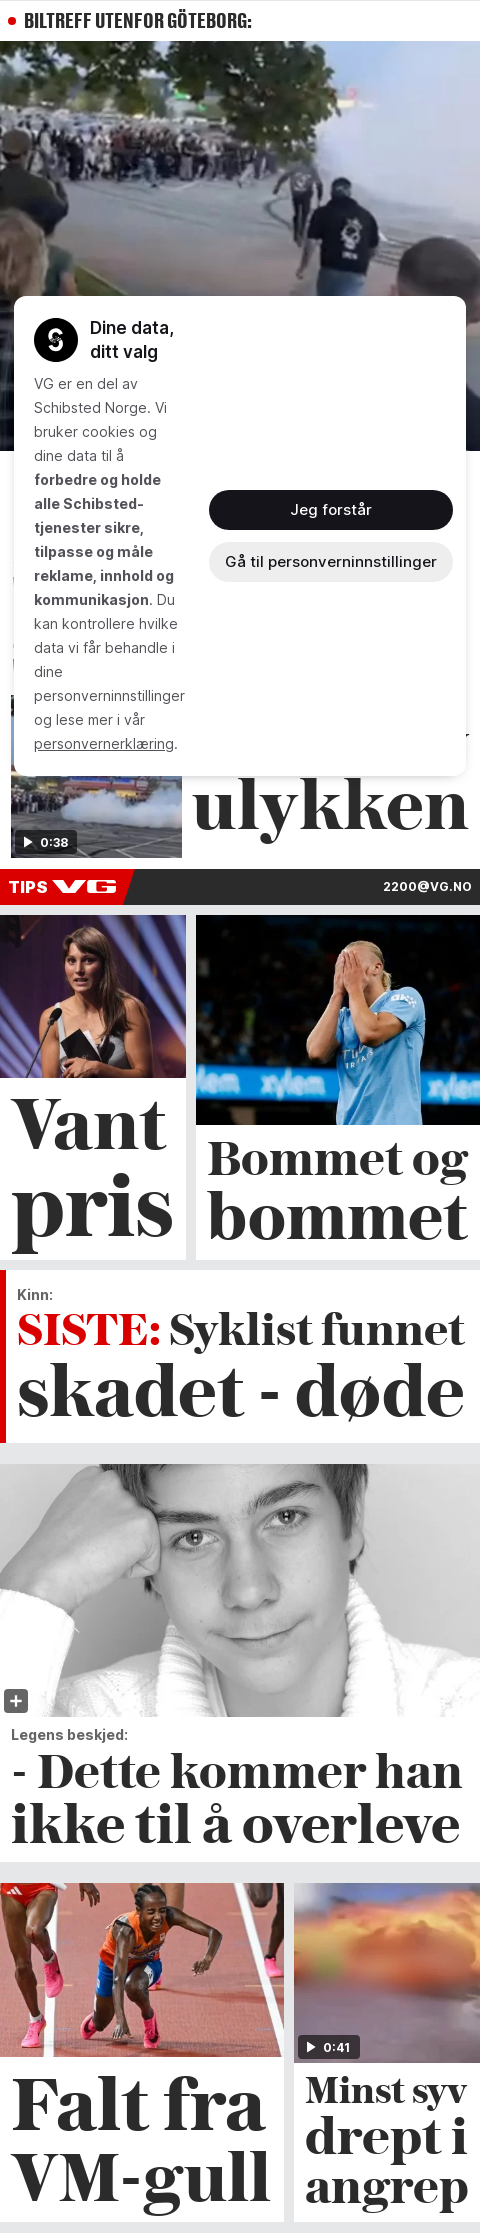 BILTREFF UTENFOR GÖTEBORG:
Dine data,
ditt valg
VG er en del av
Schibsted Norge. Vi
bruker cookies og
dine data til å
forbedre og holde
alle Schibsted-
tjenester sikre,
tilpasse og måle
reklame, innhold og
kommunikasjon. Du
kan kontrollere hvilke
data vi får behandle i
dine
personverninnstillinger
og lese mer i vår
personvernerklæring.
Jeg forstår
Gå til personverninnstillinger
ulykken
0:38
TIPS VG
2200@VG.NO
Vant
pris
Bommet og
bommet
Kinn:
SISTE: Syklist funnet
skadet - døde
Legens beskjed:
- Dette kommer han
ikke til å overleve
Falt fra
VM-gull
0:41
Minst syv
drept i
angrep